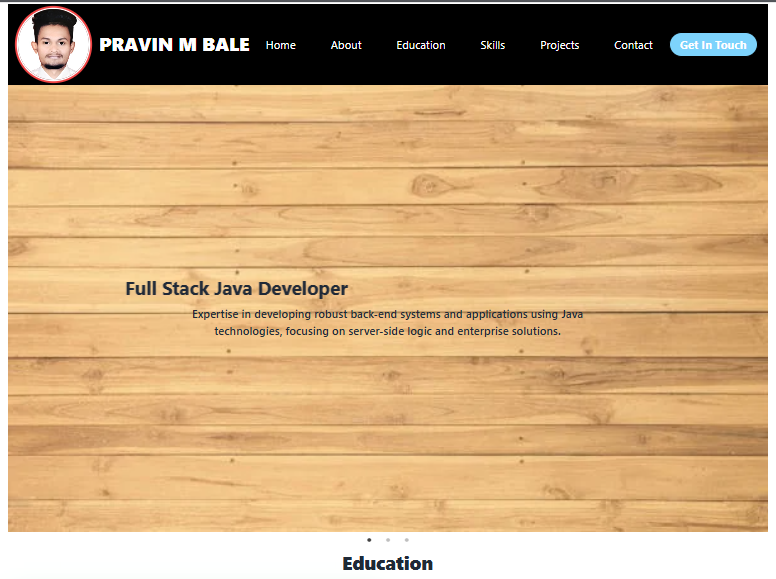 PRAVIN M BALE
Home About Education Skills Projects Contact Get In Touch
Full Stack Java Developer
Expertise in developing robust back-end systems and applications using Java
technologies, focusing on server-side logic and enterprise solutions.
Education